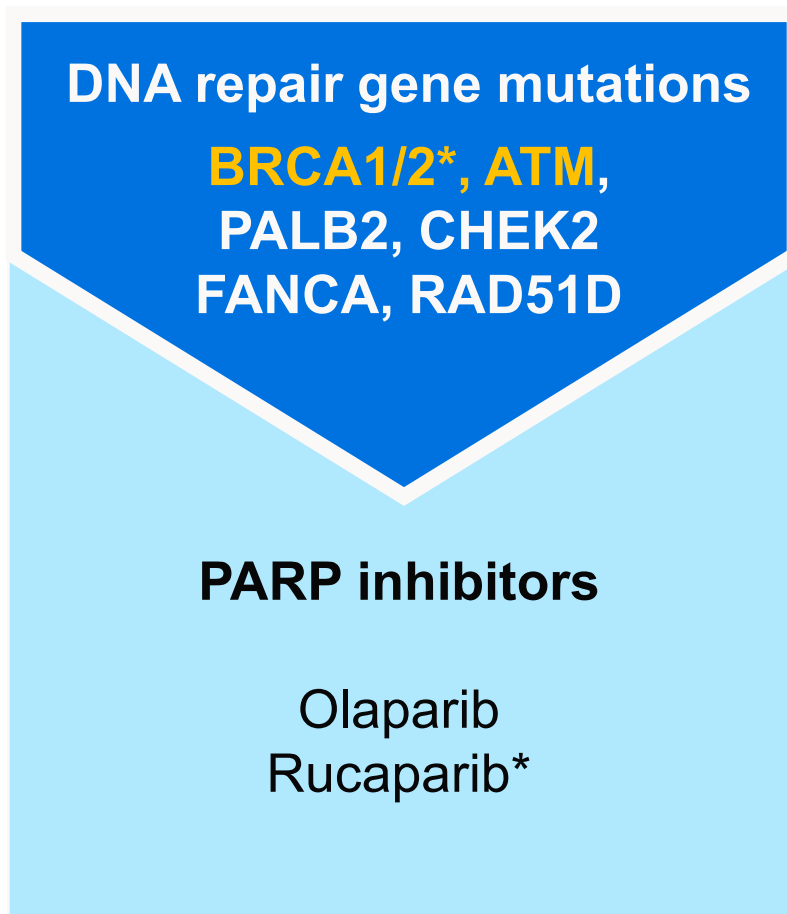 DNA repair gene mutations
BRCA1/2*, ATM,
PALB2, CHEK2
FANCA, RAD51D
PARP inhibitors
Olaparib
Rucaparib*